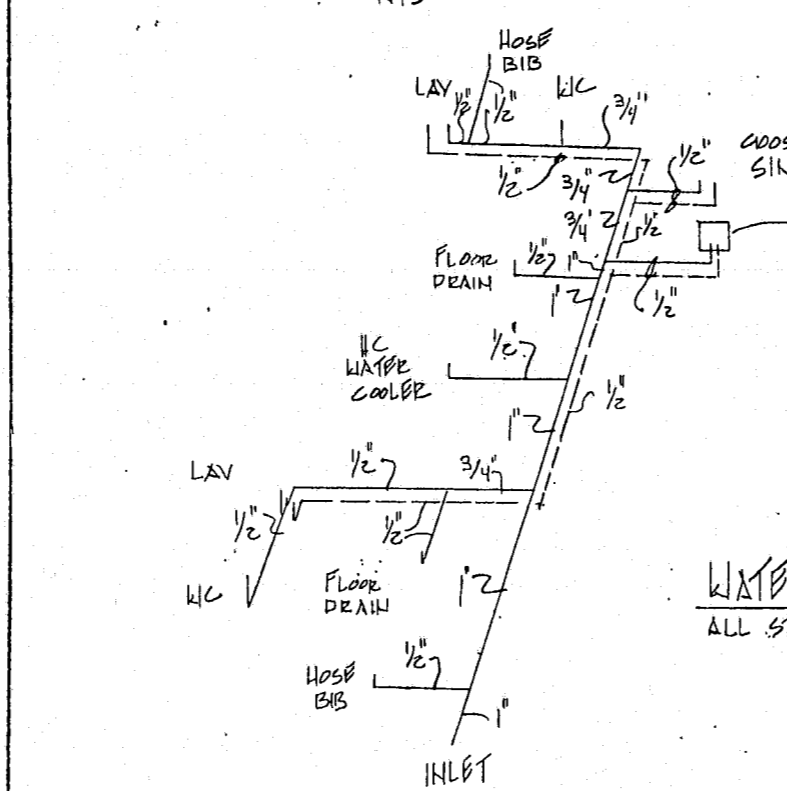 HOSE
BIB
LAV
1/2"
1/2"
WC
3/4"
1/2"
3/4"
1/2"
3/4"
1/2"
FLOOR
DRAIN
1/2"
1"
1"
1/2"
HC
WATER
COOLER
1/2"
1/2"
1"
LAV
1/2"
3/4"
1/2"
1/2"
WC
FLOOR
DRAIN
1"
HOSE
BIB
1/2"
1"
INLET
WATE
ALL S